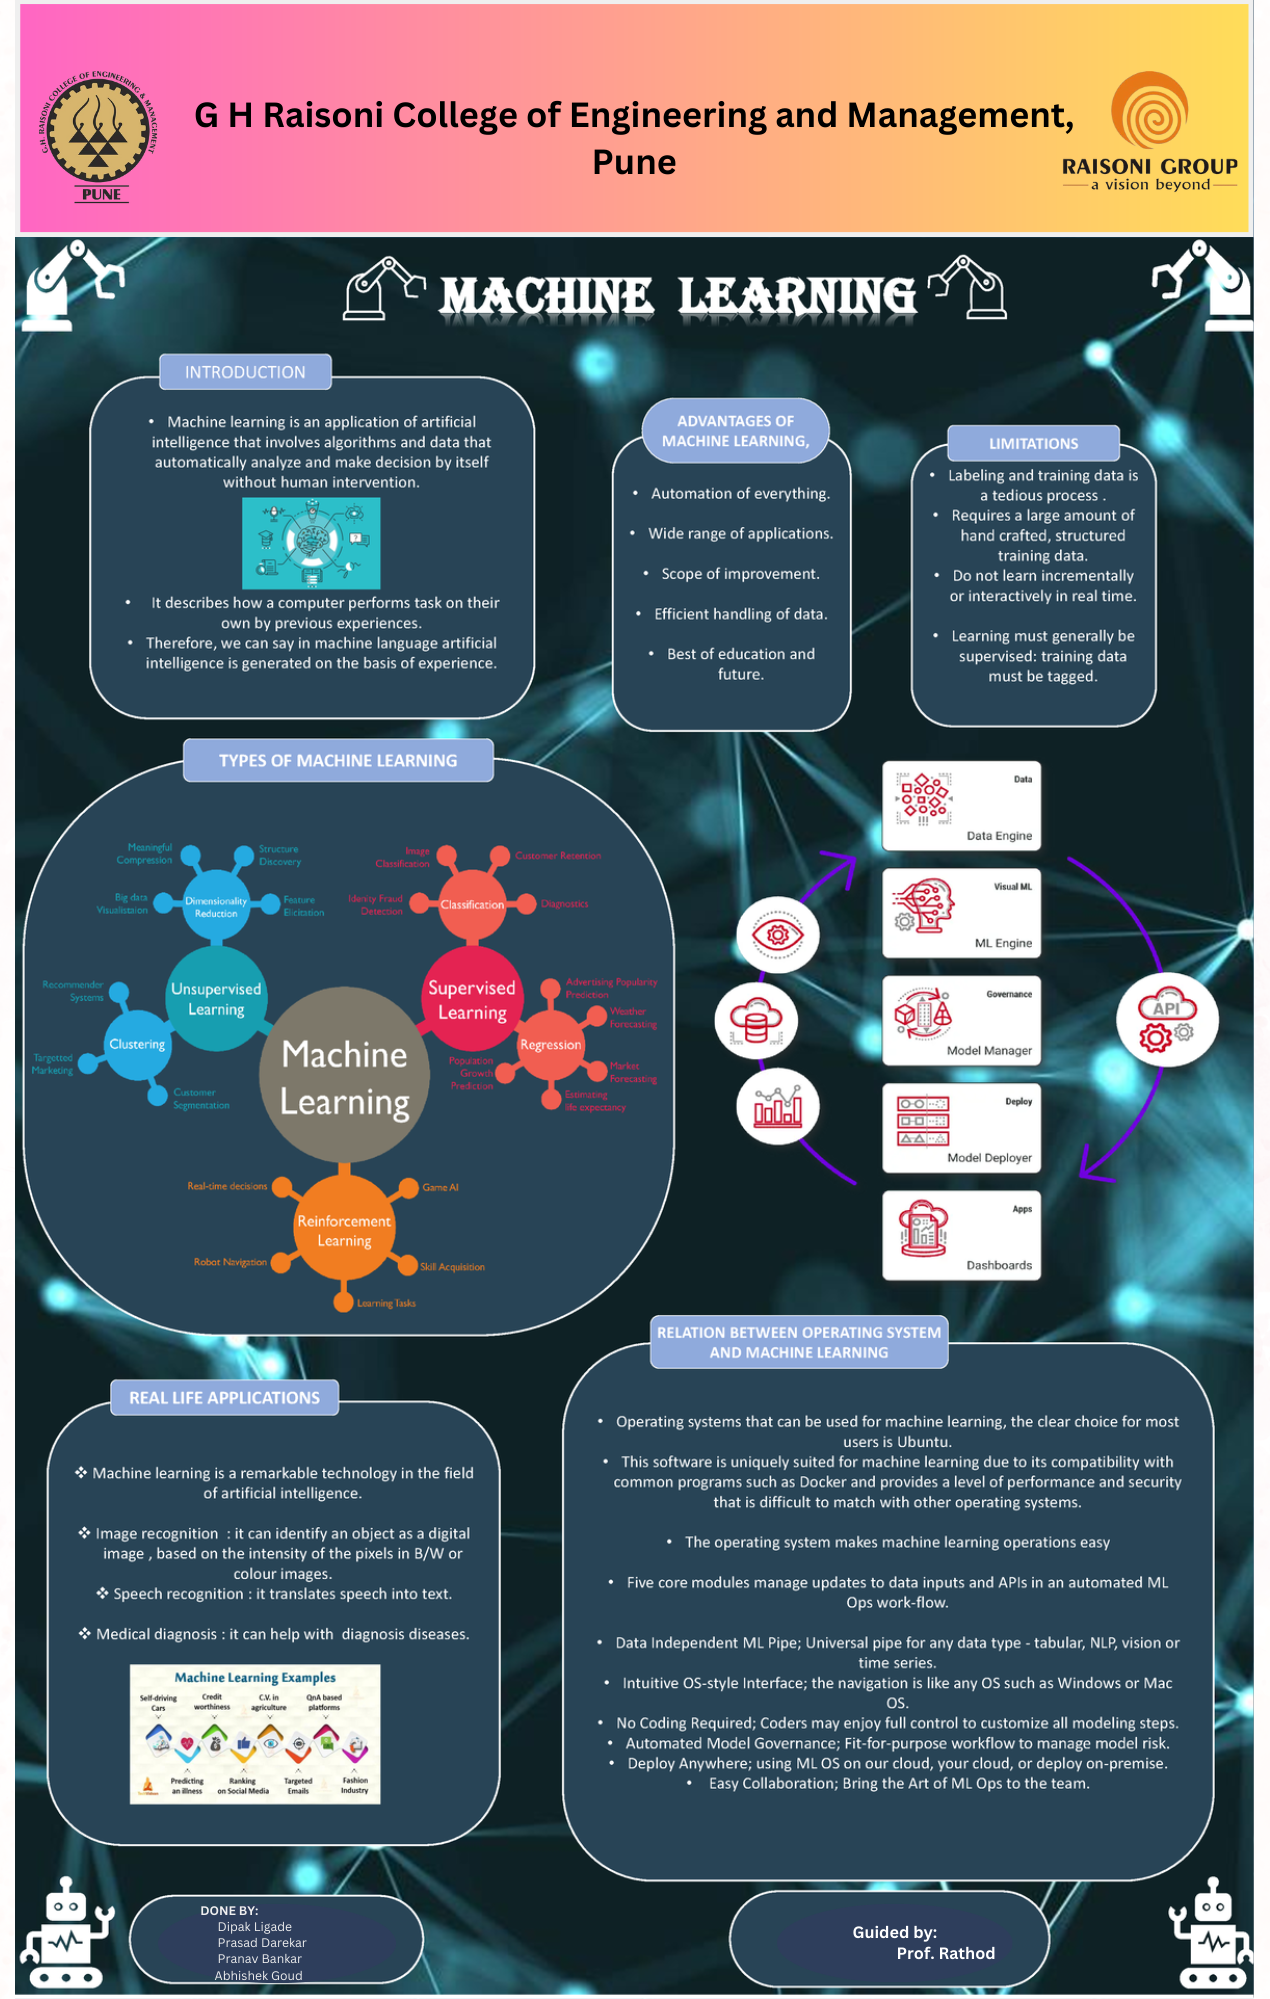 G.H. RAISONI COLLEGE OF ENGINEERING & MANAGEMENT
PUNE
G H Raisoni College of Engineering and Management,
Pune
RAISONI GROUP
a vision beyond
MACHINE LEARNING
INTRODUCTION
• Machine learning is an application of artificial
intelligence that involves algorithms and data that
automatically analyze and make decision by itself
without human intervention.
• It describes how a computer performs task on their
own by previous experiences.
• Therefore, we can say in machine language artificial
intelligence is generated on the basis of experience.
ADVANTAGES OF
MACHINE LEARNING,
• Automation of everything.
• Wide range of applications.
• Scope of improvement.
• Efficient handling of data.
• Best of education and
future.
LIMITATIONS
• Labeling and training data is
a tedious process .
• Requires a large amount of
hand crafted, structured
training data.
• Do not learn incrementally
or interactively in real time.
• Learning must generally be
supervised: training data
must be tagged.
TYPES OF MACHINE LEARNING
Meaningful
Compression
Structure
Discovery
Big data
Visualistaion
Dimensionality
Reduction
Feature
Elicitation
Unsupervised
Learning
Recommender
Systems
Clustering
Targetted
Marketing
Customer
Segmentation
Image
Classification
Customer Retention
Idenity Fraud
Detection
Classification
Diagnostics
Supervised
Learning
Advertising Popularity
Prediction
Weather
Forecasting
Regression
Population
Growth
Prediction
Market
Forecasting
Estimating
life expectancy
Machine
Learning
Real-time decisions
Game AI
Reinforcement
Learning
Robot Navigation
Skill Acquisition
Learning Tasks
Data
Data Engine
Visual ML
ML Engine
Governance
Model Manager
Deploy
Model Deployer
Apps
Dashboards
API
REAL LIFE APPLICATIONS
❖ Machine learning is a remarkable technology in the field
of artificial intelligence.
❖ Image recognition : it can identify an object as a digital
image , based on the intensity of the pixels in B/W or
colour images.
❖ Speech recognition : it translates speech into text.
❖ Medical diagnosis : it can help with diagnosis diseases.
Machine Learning Examples
Self-driving
Cars
Credit
worthiness
C.V. in
agriculture
QnA based
platforms
Predicting
an illness
Ranking
on Social Media
Targeted
Emails
Fashion
Industry
RELATION BETWEEN OPERATING SYSTEM
AND MACHINE LEARNING
• Operating systems that can be used for machine learning, the clear choice for most
users is Ubuntu.
• This software is uniquely suited for machine learning due to its compatibility with
common programs such as Docker and provides a level of performance and security
that is difficult to match with other operating systems.
• The operating system makes machine learning operations easy
• Five core modules manage updates to data inputs and APIs in an automated ML
Ops work-flow.
• Data Independent ML Pipe; Universal pipe for any data type - tabular, NLP, vision or
time series.
• Intuitive OS-style Interface; the navigation is like any OS such as Windows or Mac
OS.
• No Coding Required; Coders may enjoy full control to customize all modeling steps.
• Automated Model Governance; Fit-for-purpose workflow to manage model risk.
• Deploy Anywhere; using ML OS on our cloud, your cloud, or deploy on-premise.
• Easy Collaboration; Bring the Art of ML Ops to the team.
DONE BY:
Dipak Ligade
Prasad Darekar
Pranav Bankar
Abhishek Goud
Guided by:
Prof. Rathod